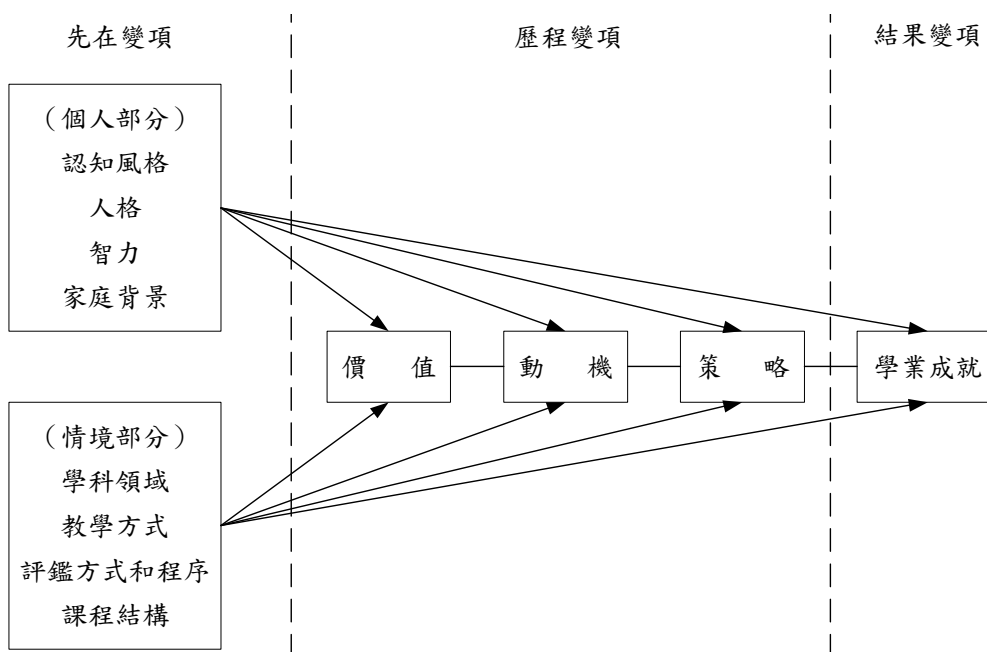 先在變項
歷程變項
結果變項
（個人部分）
認知風格
人格
智力
家庭背景
價　值
動　機
策　略
學業成就
（情境部分）
學科領域
教學方式
評鑑方式和程序
課程結構